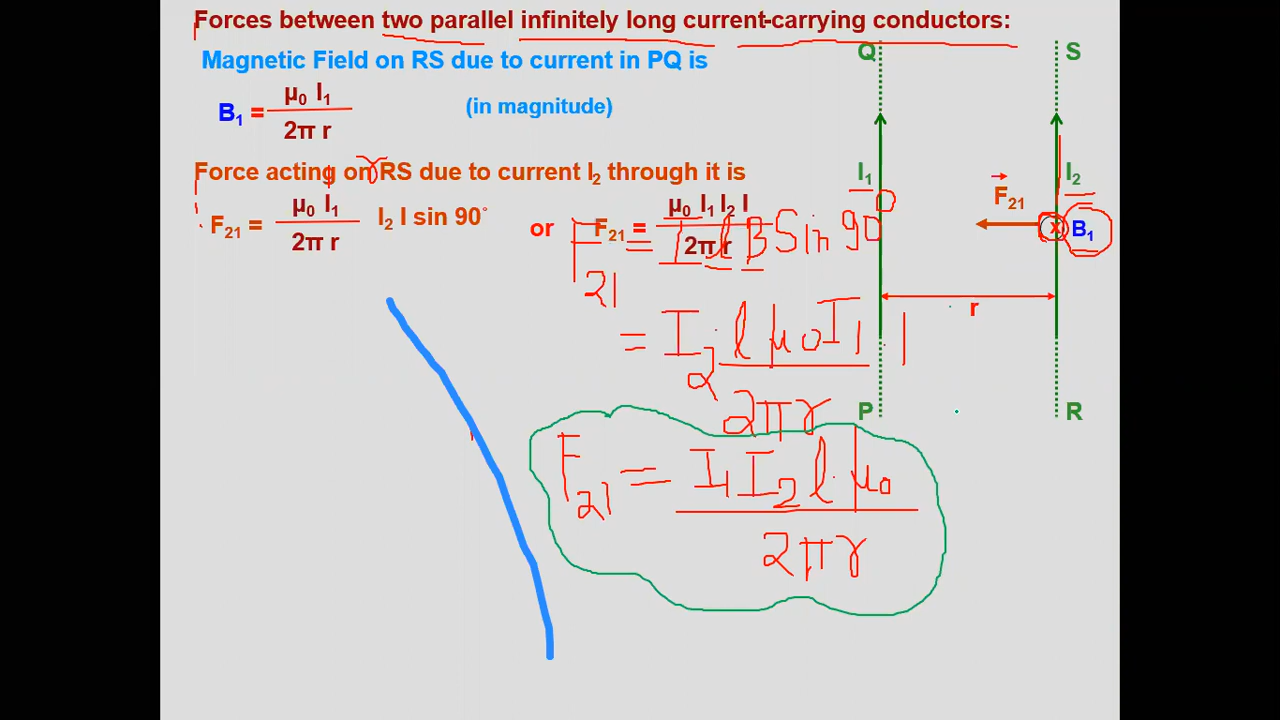 Forces between two parallel infinitely long current-carrying conductors:
Magnetic Field on RS due to current in PQ is
B₁ = μ₀ I₁ / 2π r (in magnitude)
Force acting on RS due to current I₂ through it is
F₂₁ = μ₀ I₁ / 2π r I₂ l sin 90˚ or F₂₁ = μ₀ I₁ I₂ l / 2π r
F₂₁ = I l B Sin 90⁰
= I₂ l μ₀ I₁ / 2πr 1
F₂₁ = I₁ I₂ l μ₀ / 2πr
Q S
I₁ I₂
F₂₁ x B₁
r
P R